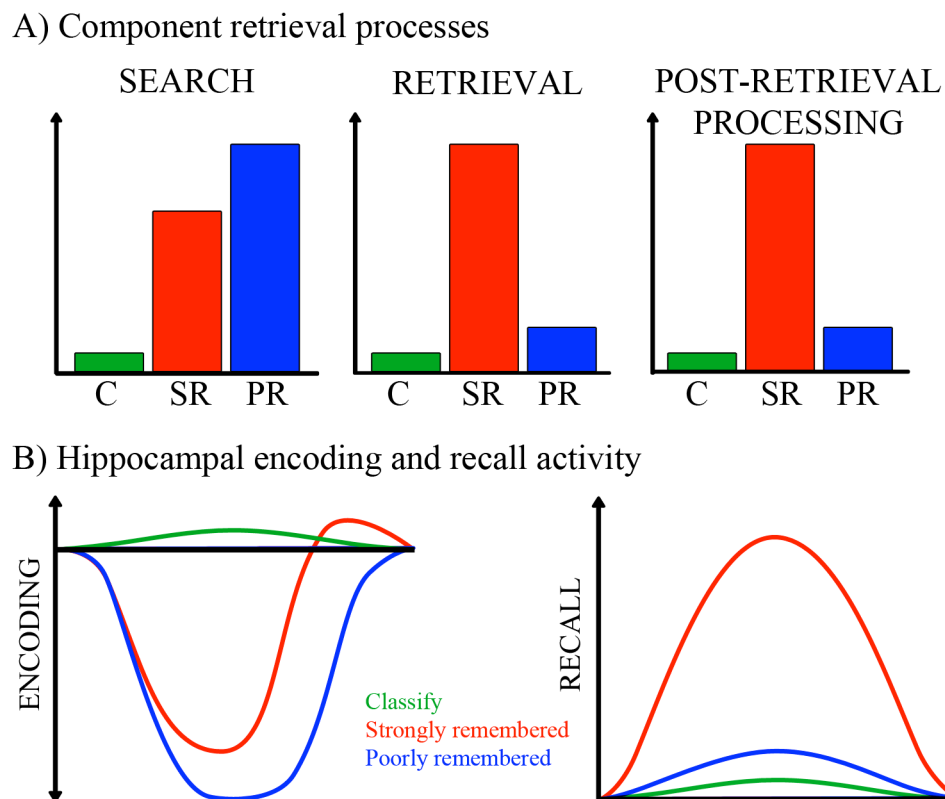 A) Component retrieval processes
SEARCH
RETRIEVAL
POST-RETRIEVAL
PROCESSING
C SR PR
C SR PR
C SR PR
B) Hippocampal encoding and recall activity
ENCODING
RECALL
Classify
Strongly remembered
Poorly remembered